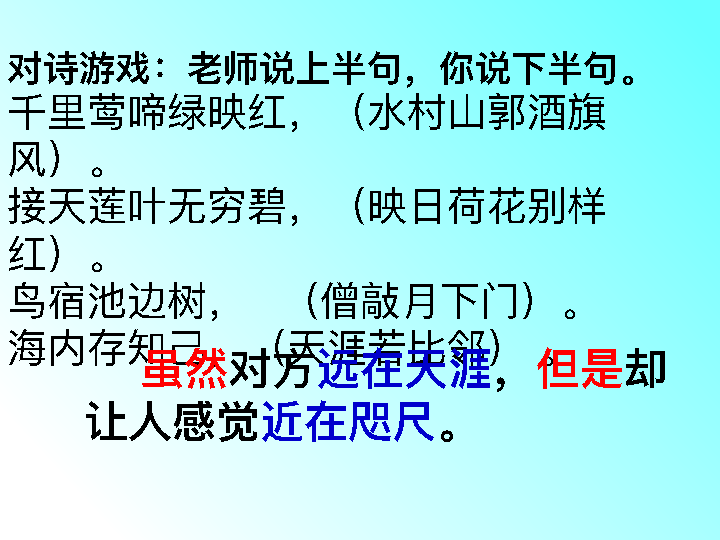 对诗游戏：老师说上半句，你说下半句。
千里莺啼绿映红，（水村山郭酒旗
风）。
接天莲叶无穷碧，（映日荷花别样
红）。
鸟宿池边树，（僧敲月下门）。
海内存知己，（天涯若比邻）。
虽然对方远在天涯，但是却
让人感觉近在咫尺。